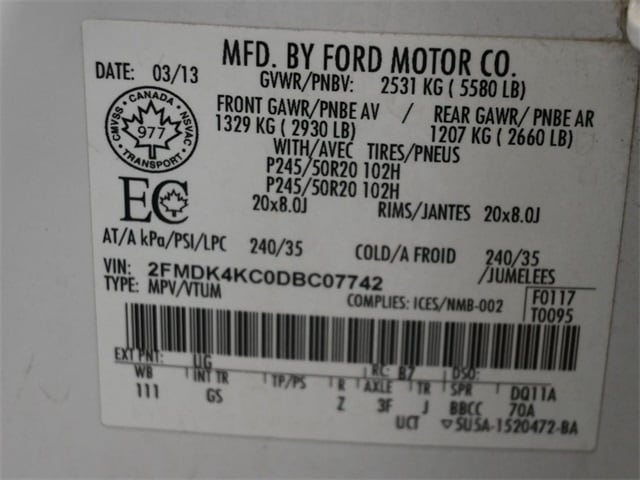 MFD. BY FORD MOTOR CO.
DATE: 03/13
GVWR/PNBV: 2531 KG ( 5580 LB)
FRONT GAWR/PNBE AV / REAR GAWR/ PNBE AR
1329 KG ( 2930 LB) 1207 KG ( 2660 LB)
WITH/AVEC TIRES/PNEUS
P245/50R20 102H
P245/50R20 102H
20x8.0J RIMS/JANTES 20x8.0J
CANADA
CMVSS
NSVAC
977
TRANSPORT
EC
AT/A kPa/PSI/LPC 240/35 COLD/A FROID 240/35
VIN: 2FMDK4KC0DBC07742 /JUMELEES
TYPE: MPV/VTUM COMPLIES: ICES/NMB-002 F0117
T0095
EXT PNT: UG RC: B7 DSO:
WB INT TR TP/PS R AXLE TR SPR DQ11A
111 GS Z 3F J BBCC 70A
UCT ▽5U5A-1520472-BA